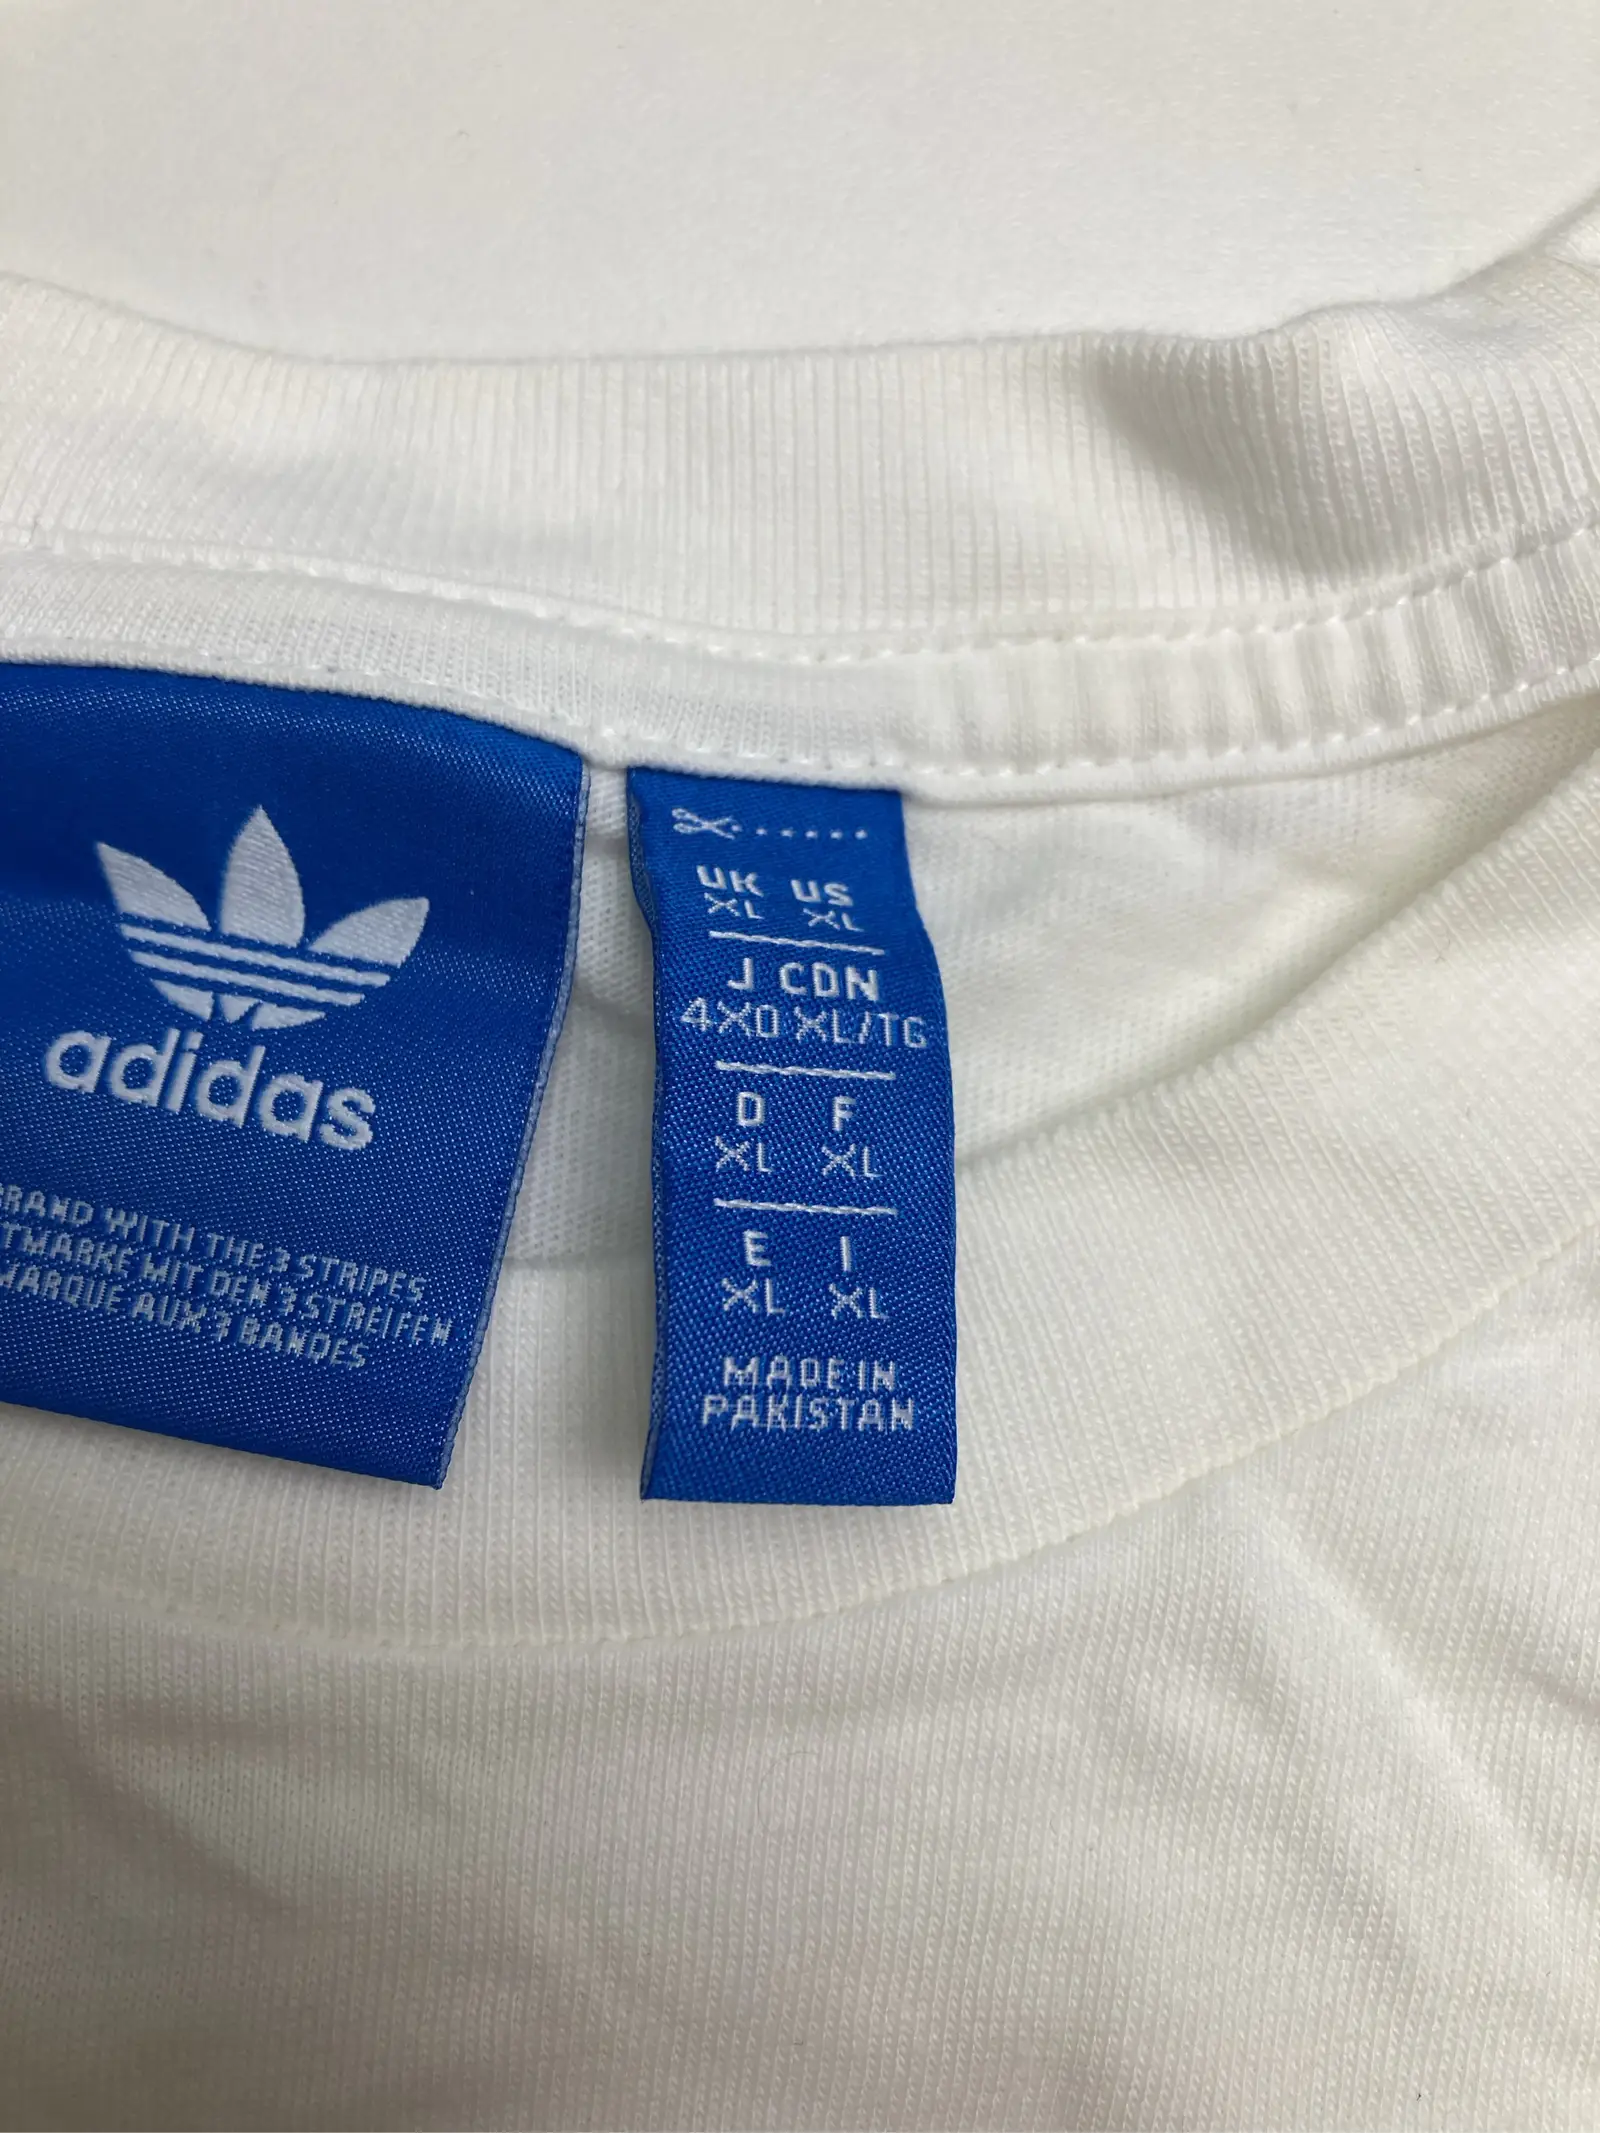 adidas
BRAND WITH THE 3 STRIPES
MARKE MIT DEN 3 STREIFEN
MARQUE AUX 3 BANDES
UK US
XL XL
J CDN
4XO XL/TG
D F
XL XL
E I
XL XL
MADE IN
PAKISTAN